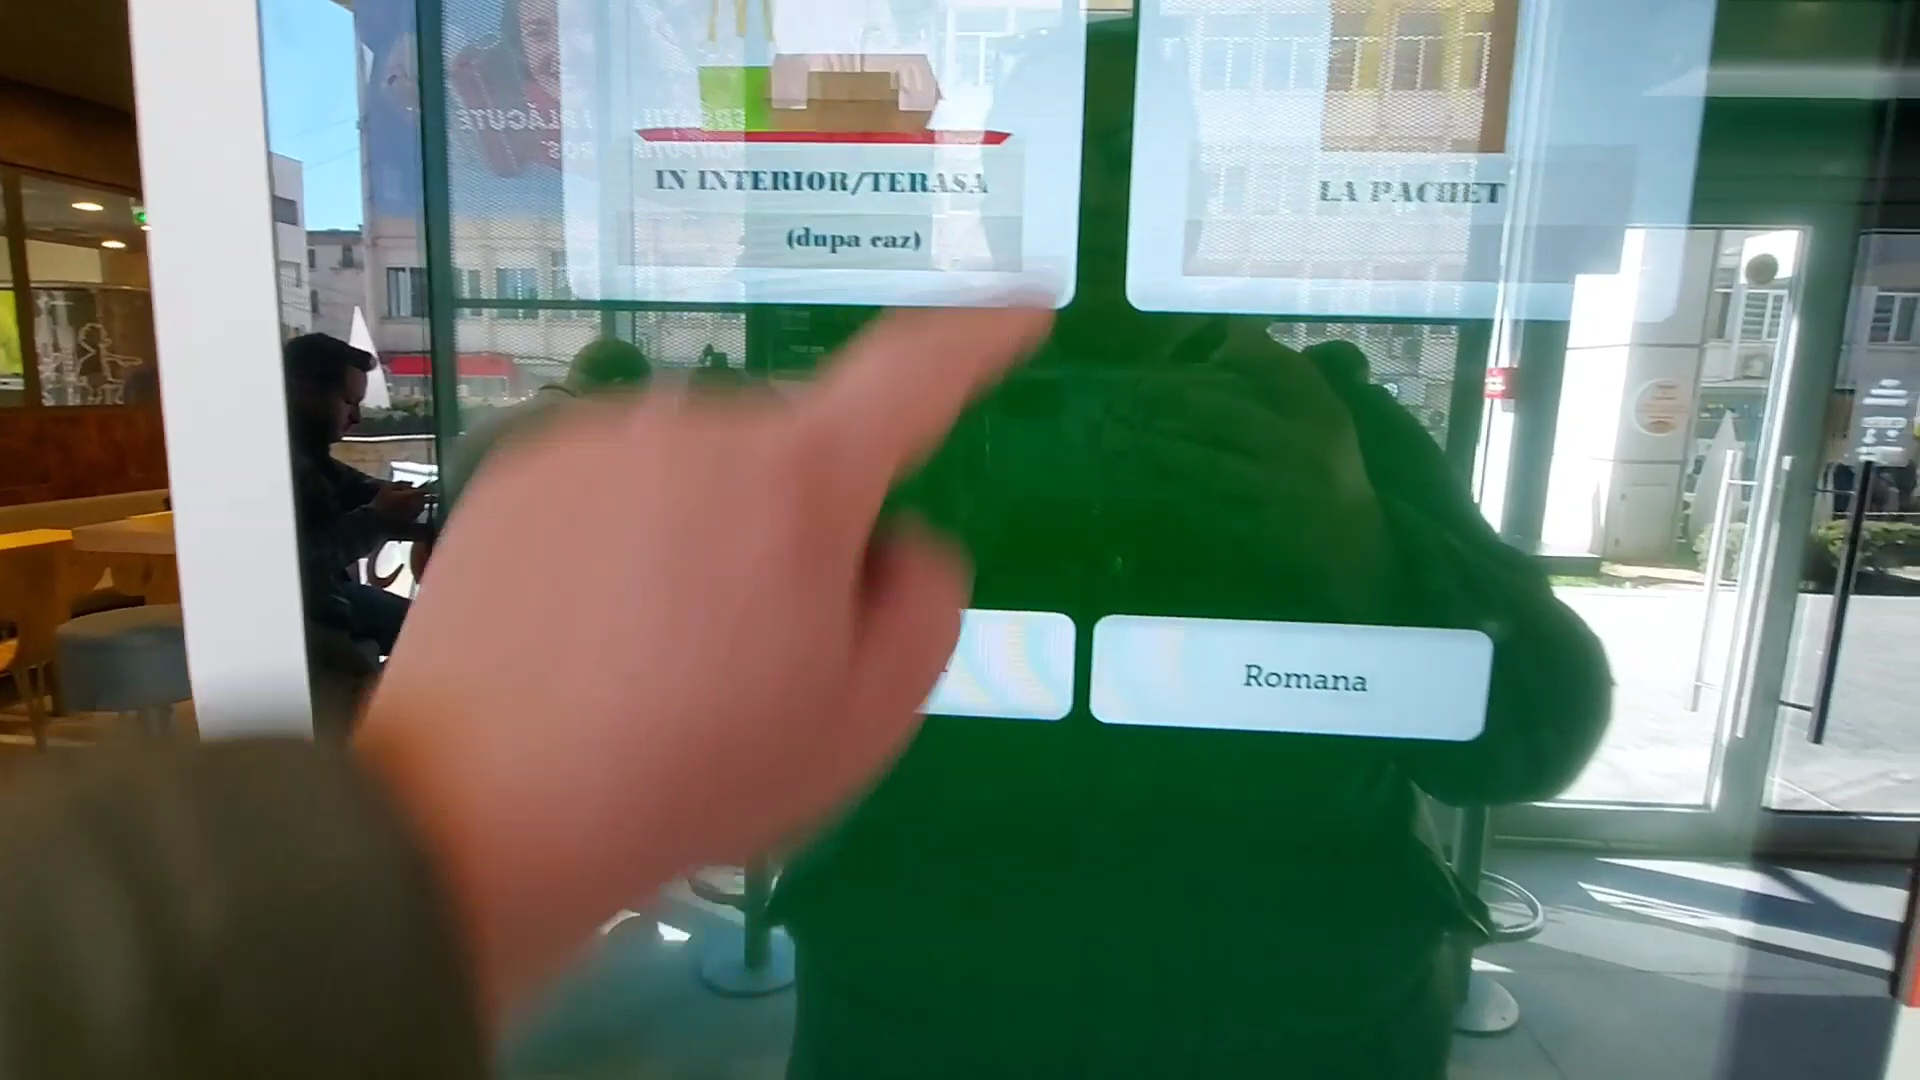 IN INTERIOR/TERASA
(dupa caz)
LA PACHET
Romana